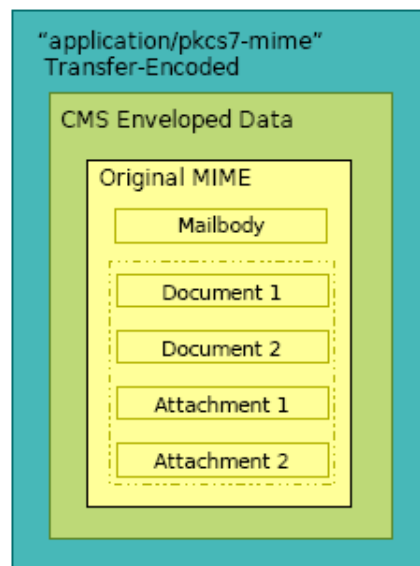 “application/pkcs7-mime”
Transfer-Encoded
CMS Enveloped Data
Original MIME
Mailbody
Document 1
Document 2
Attachment 1
Attachment 2